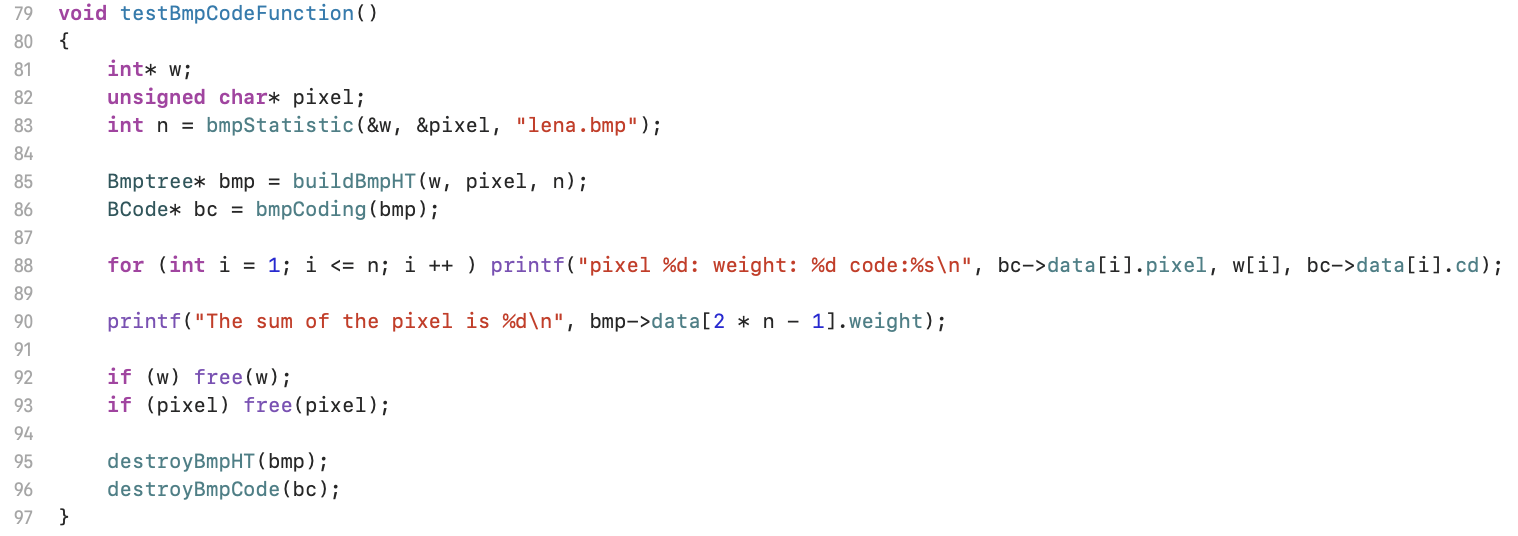 79 void testBmpCodeFunction()
80 {
81     int* w;
82     unsigned char* pixel;
83     int n = bmpStatistic(&w, &pixel, "lena.bmp");
84
85     Bmptree* bmp = buildBmpHT(w, pixel, n);
86     BCode* bc = bmpCoding(bmp);
87
88     for (int i = 1; i <= n; i ++ ) printf("pixel %d: weight: %d code:%s\n", bc->data[i].pixel, w[i], bc->data[i].cd);
89
90     printf("The sum of the pixel is %d\n", bmp->data[2 * n - 1].weight);
91
92     if (w) free(w);
93     if (pixel) free(pixel);
94
95     destroyBmpHT(bmp);
96     destroyBmpCode(bc);
97 }